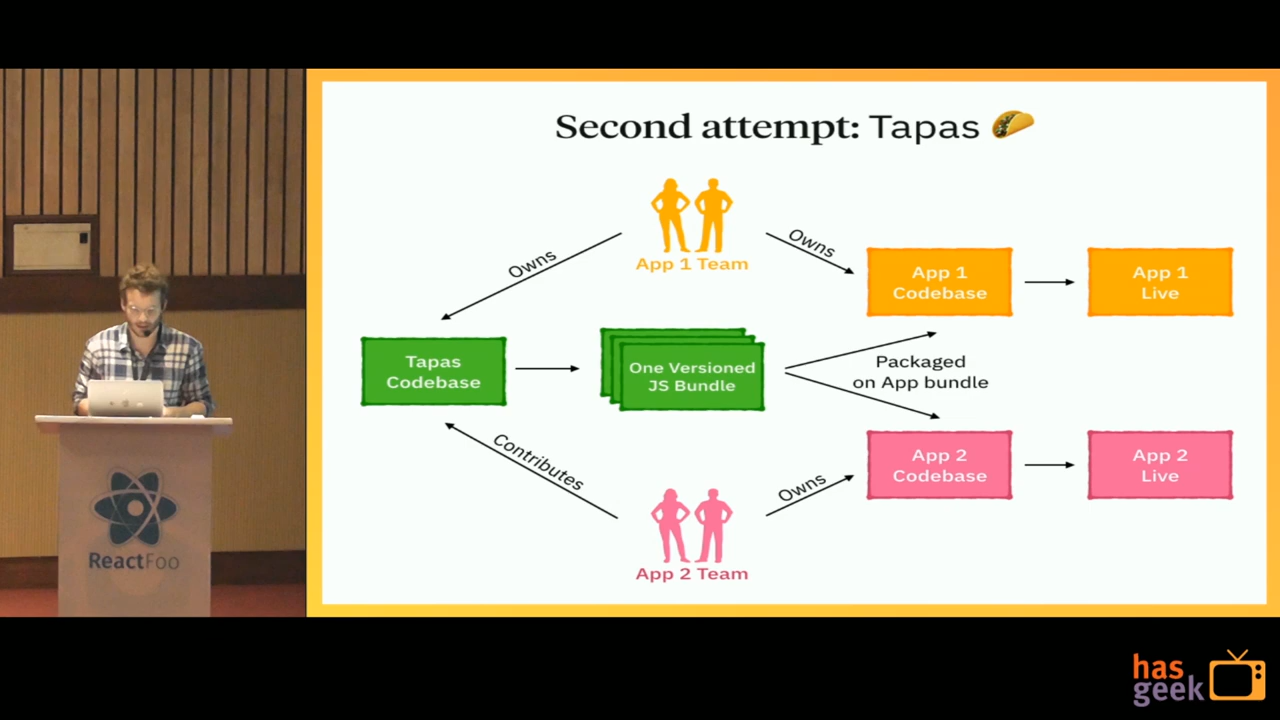 Second attempt: Tapas
App 1 Team
Owns
Owns
App 1
Codebase
App 1
Live
Tapas
Codebase
One Versioned
JS Bundle
Packaged
on App bundle
Contributes
Owns
App 2
Codebase
App 2
Live
App 2 Team
ReactFoo
has
geek